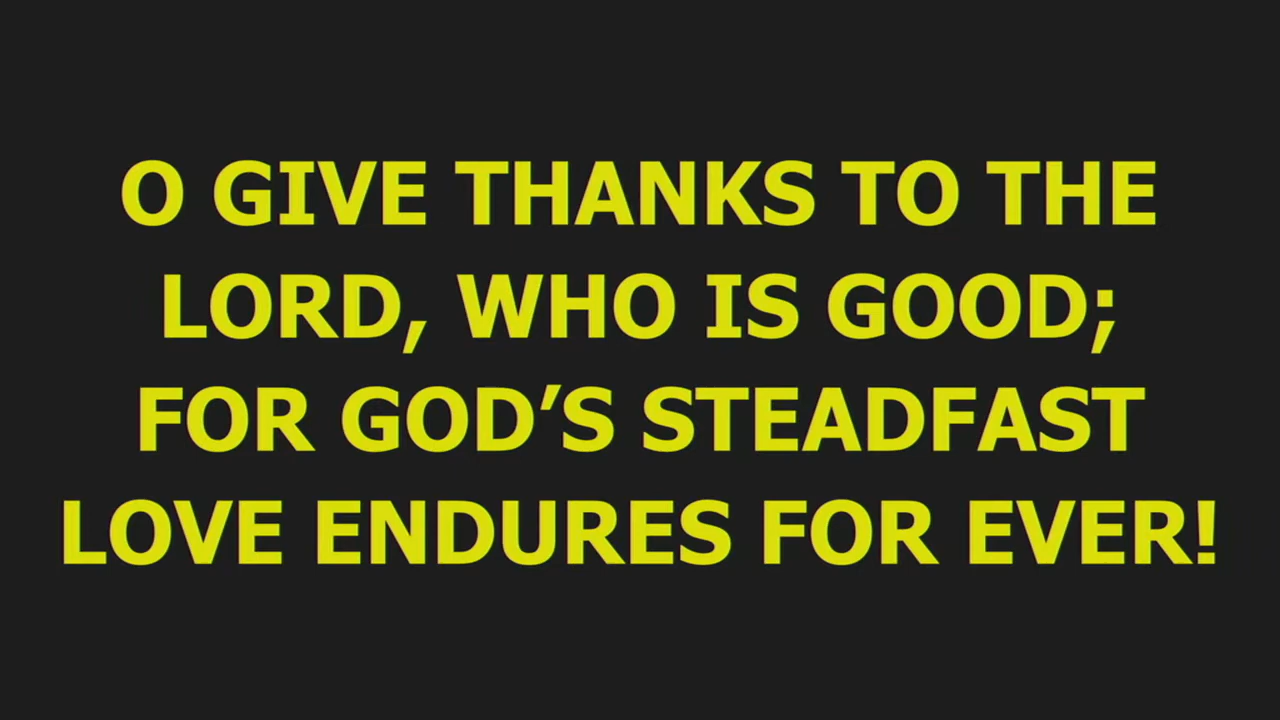 O GIVE THANKS TO THE
LORD, WHO IS GOOD;
FOR GOD’S STEADFAST
LOVE ENDURES FOR EVER!